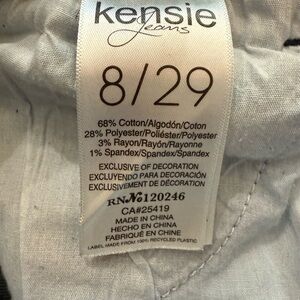 kensie
Jeans
8/29
68% Cotton/Algodón/Coton
28% Polyester/Poliéster/Polyester
3% Rayon/Rayón/Rayonne
1% Spandex/Spandex/Spandex
EXCLUSIVE OF DECORATION
EXCLUYENDO PARA DECORACIÓN
EXCLUSIVEMENT DE DÉCORATION
RN№120246
CA#25419
MADE IN CHINA
HECHO EN CHINA
FABRIQUÉ EN CHINE
LABEL MADE FROM 100% RECYCLED PLASTIC